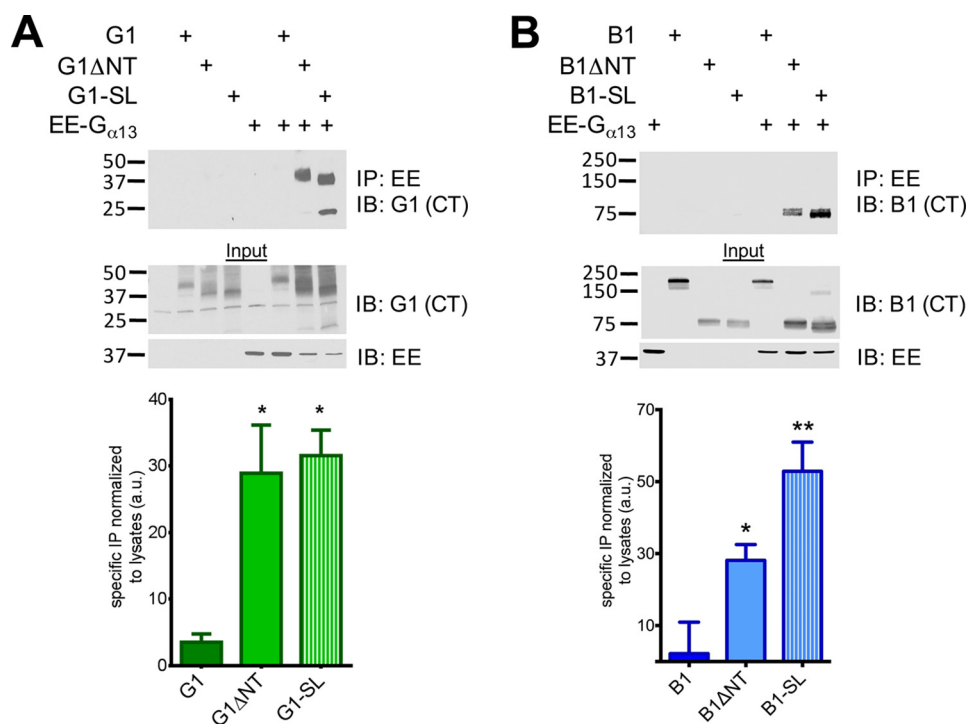 A
G1 + +
G1ΔNT + +
G1-SL + +
EE-Gα13 + + + +
50
37
25
IP: EE
IB: G1 (CT)
Input
50
37
25
IB: G1 (CT)
37
IB: EE
specific IP normalized
to lysates (a.u.)
40
30
20
10
0
* *
G1 G1ΔNT G1-SL
B
B1 + +
B1ΔNT + +
B1-SL + +
EE-Gα13 + + + +
250
150
75
IP: EE
IB: B1 (CT)
Input
250
150
75
IB: B1 (CT)
37
IB: EE
specific IP normalized
to lysates (a.u.)
70
50
30
10
* **
B1 B1ΔNT B1-SL